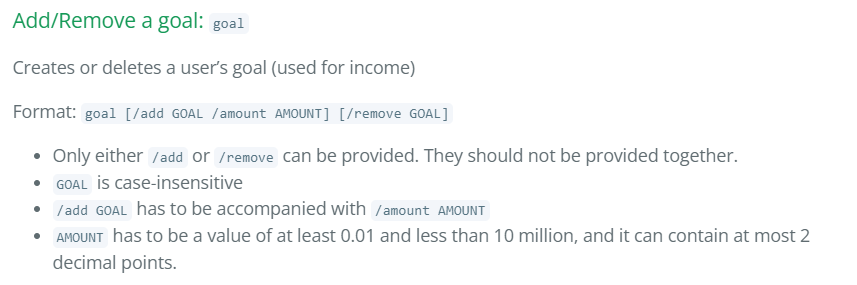 Add/Remove a goal: goal
Creates or deletes a user’s goal (used for income)
Format: goal [/add GOAL /amount AMOUNT] [/remove GOAL]
• Only either /add or /remove can be provided. They should not be provided together.
• GOAL is case-insensitive
• /add GOAL has to be accompanied with /amount AMOUNT
• AMOUNT has to be a value of at least 0.01 and less than 10 million, and it can contain at most 2
decimal points.